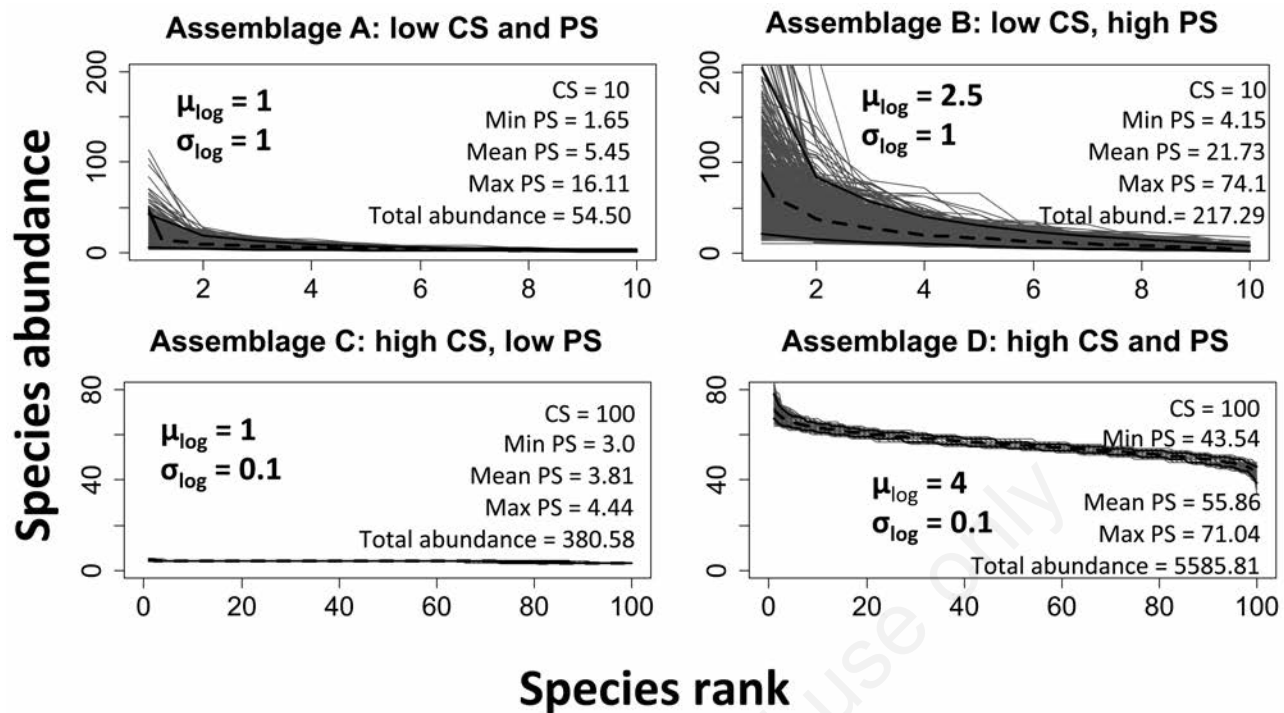 Assemblage A: low CS and PS
200
100
0
μlog = 1
σlog = 1
CS = 10
Min PS = 1.65
Mean PS = 5.45
Max PS = 16.11
Total abundance = 54.50
2 4 6 8 10
Assemblage B: low CS, high PS
200
100
0
μlog = 2.5
σlog = 1
CS = 10
Min PS = 4.15
Mean PS = 21.73
Max PS = 74.1
Total abund.= 217.29
2 4 6 8 10
Species abundance
Assemblage C: high CS, low PS
80
40
0
μlog = 1
σlog = 0.1
CS = 100
Min PS = 3.0
Mean PS = 3.81
Max PS = 4.44
Total abundance = 380.58
0 20 40 60 80 100
Assemblage D: high CS and PS
80
40
0
μlog = 4
σlog = 0.1
CS = 100
Min PS = 43.54
Mean PS = 55.86
Max PS = 71.04
Total abundance = 5585.81
0 20 40 60 80 100
Species rank
use only